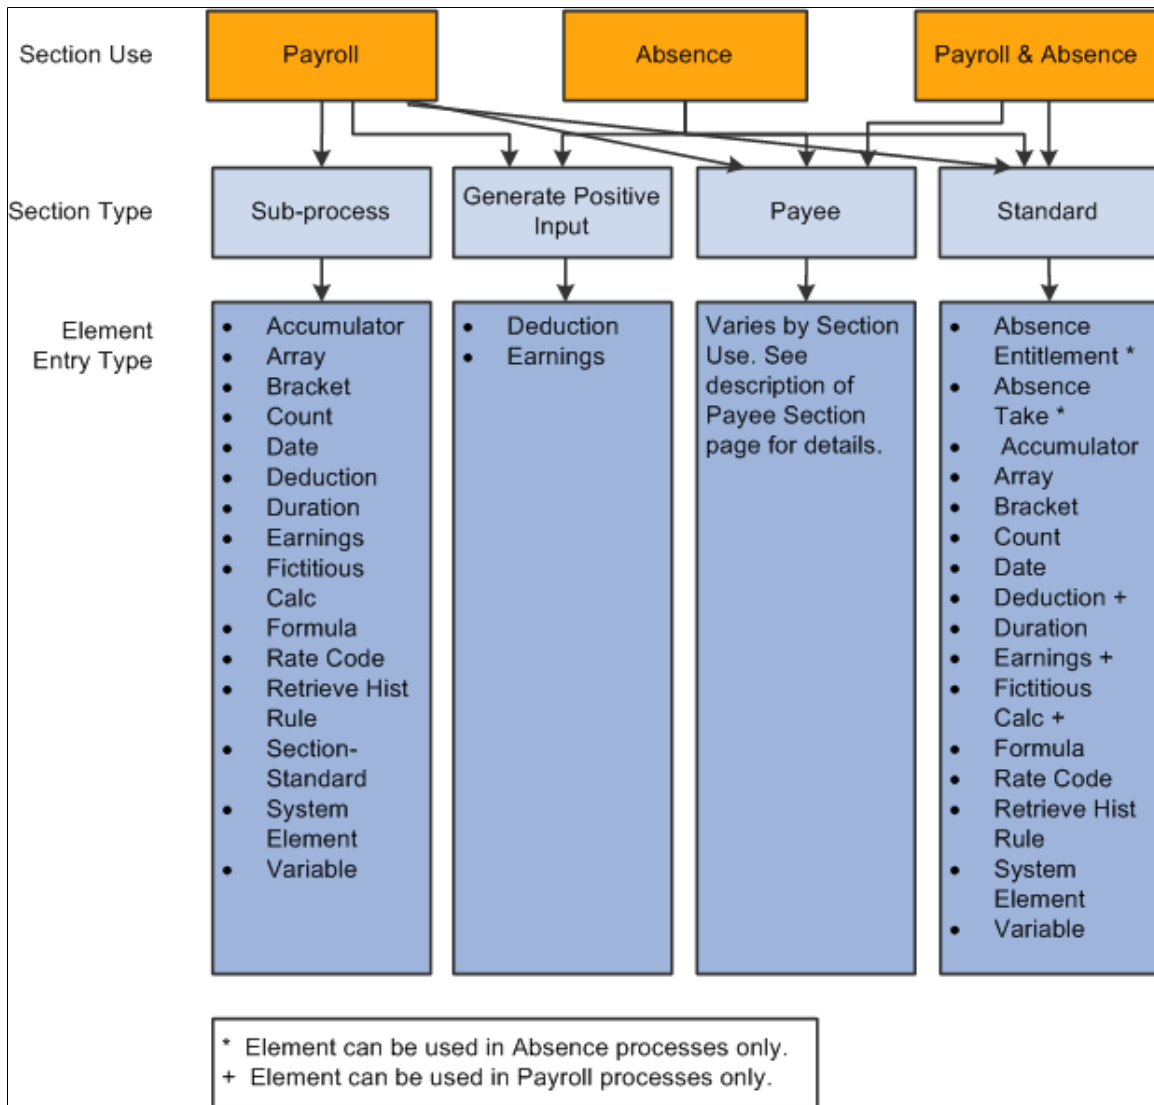 Section Use
Payroll
Absence
Payroll & Absence
Section Type
Sub-process
Generate Positive
Input
Payee
Standard
Element
Entry Type
• Accumulator
• Array
• Bracket
• Count
• Date
• Deduction
• Duration
• Earnings
• Fictitious
Calc
• Formula
• Rate Code
• Retrieve Hist
Rule
• Section-
Standard
• System
Element
• Variable
• Deduction
• Earnings
Varies by Section
Use. See
description of
Payee Section
page for details.
• Absence
Entitlement *
• Absence
Take *
• Accumulator
• Array
• Bracket
• Count
• Date
• Deduction +
• Duration
• Earnings +
• Fictitious
Calc +
• Formula
• Rate Code
• Retrieve Hist
Rule
• System
Element
• Variable
* Element can be used in Absence processes only.
+ Element can be used in Payroll processes only.